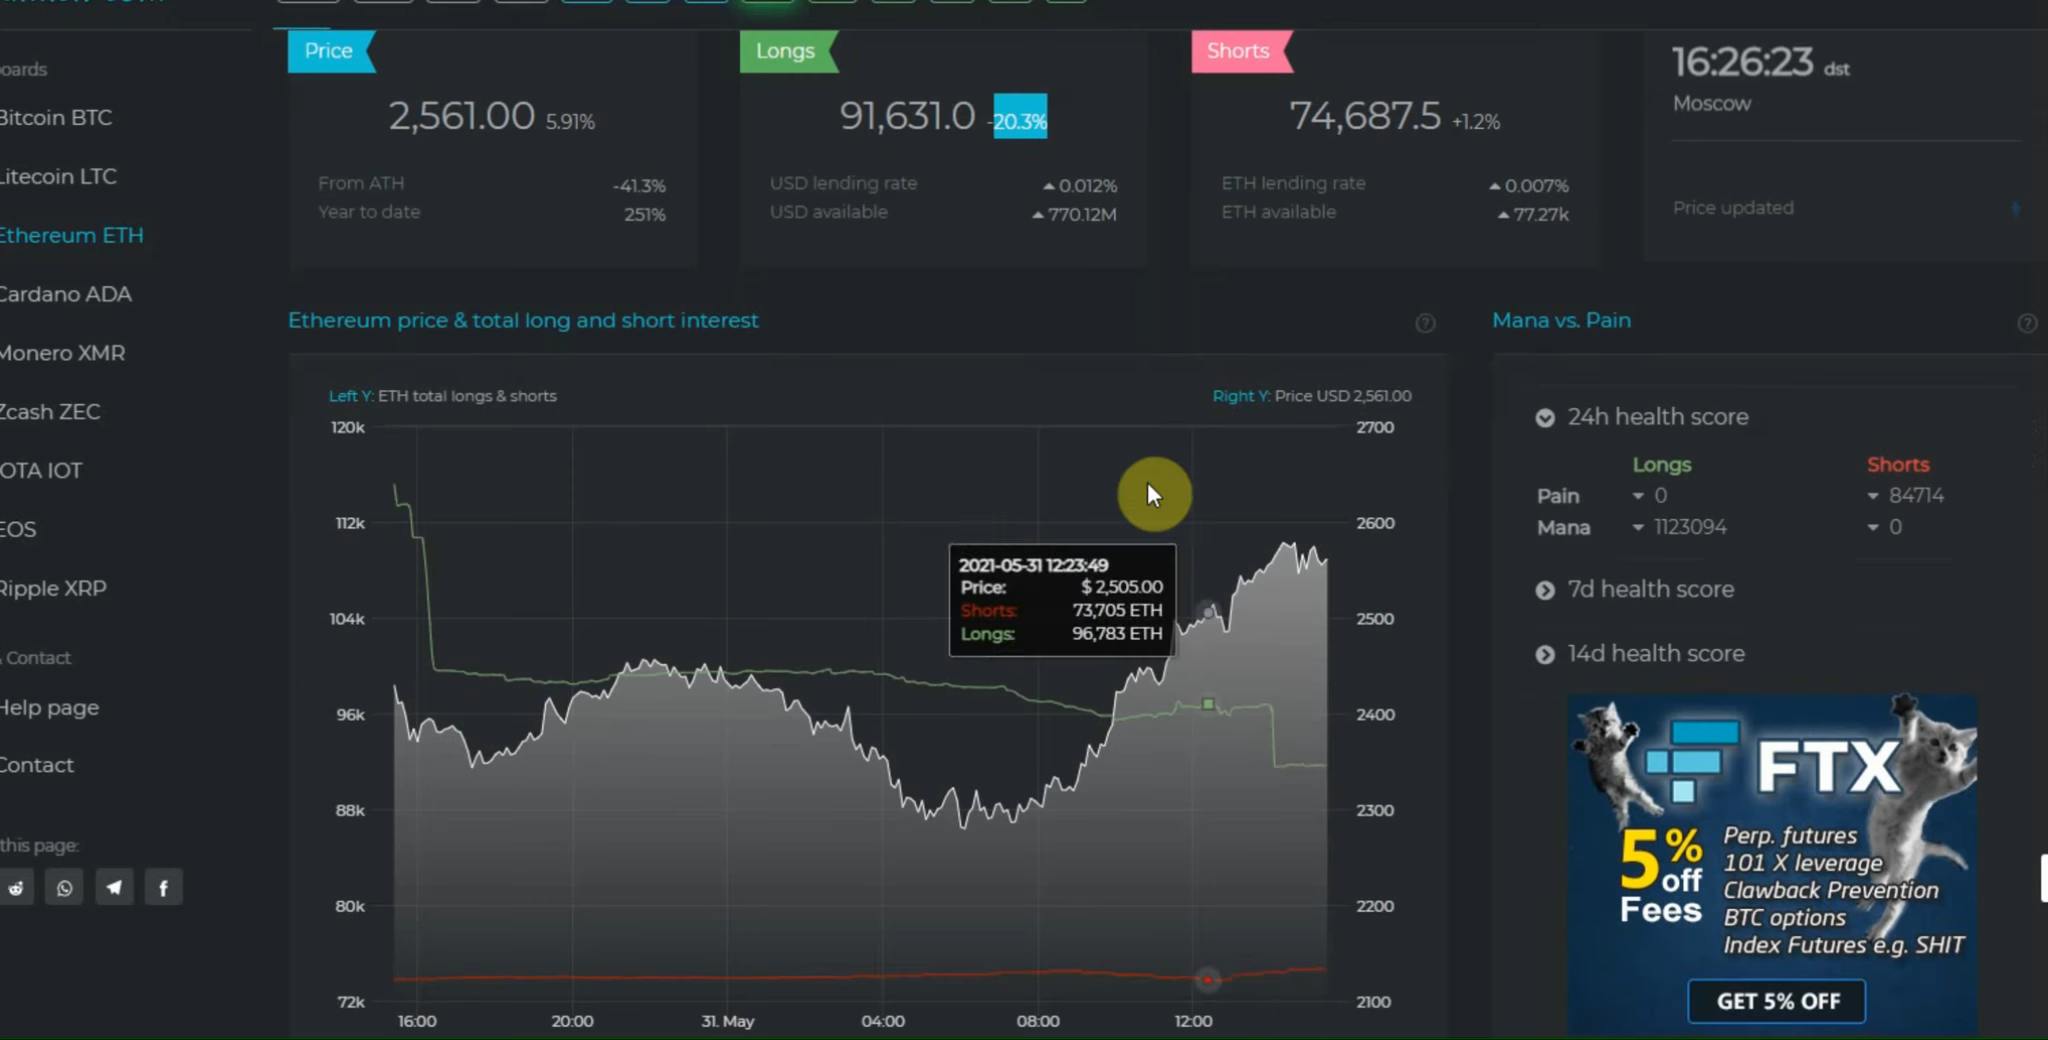 Price
2,561.00 5.91%
From ATH -41.3%
Year to date 251%
Longs
91,631.0 -20.3%
USD lending rate 0.012%
USD available 770.12M
Shorts
74,687.5 +1.2%
ETH lending rate 0.007%
ETH available 77.27k
16:26:23 dst
Moscow
Price updated
oards
Bitcoin BTC
Litecoin LTC
Ethereum ETH
Cardano ADA
Monero XMR
Zcash ZEC
IOTA IOT
EOS
Ripple XRP
& Contact
Help page
Contact
this page:
Ethereum price & total long and short interest
Left Y: ETH total longs & shorts
Right Y: Price USD 2,561.00
120k
112k
104k
96k
88k
80k
72k
2700
2600
2500
2400
2300
2200
2100
2021-05-31 12:23:49
Price: $ 2,505.00
Shorts: 73,705 ETH
Longs: 96,783 ETH
16:00 20:00 31. May 04:00 08:00 12:00
Mana vs. Pain
24h health score
Longs Shorts
Pain 0 84714
Mana 1123094 0
7d health score
14d health score
FTX
5% off Fees
Perp. futures
101 X leverage
Clawback Prevention
BTC options
Index Futures e.g. SHIT
GET 5% OFF